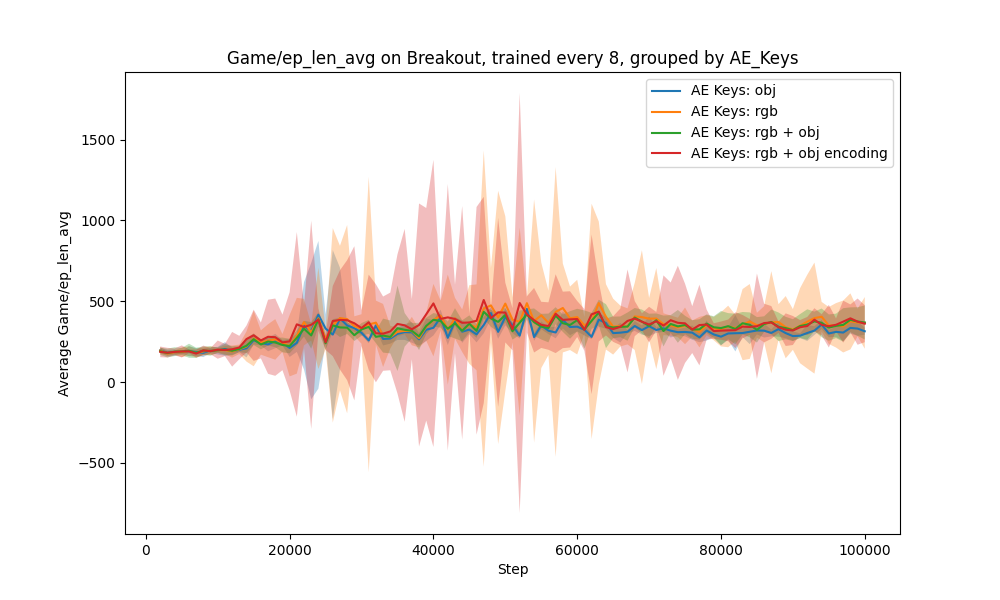 Game/ep_len_avg on Breakout, trained every 8, grouped by AE_Keys
AE Keys: obj
AE Keys: rgb
AE Keys: rgb + obj
AE Keys: rgb + obj encoding
Average Game/ep_len_avg
1500
1000
500
0
−500
0
20000
40000
60000
80000
100000
Step